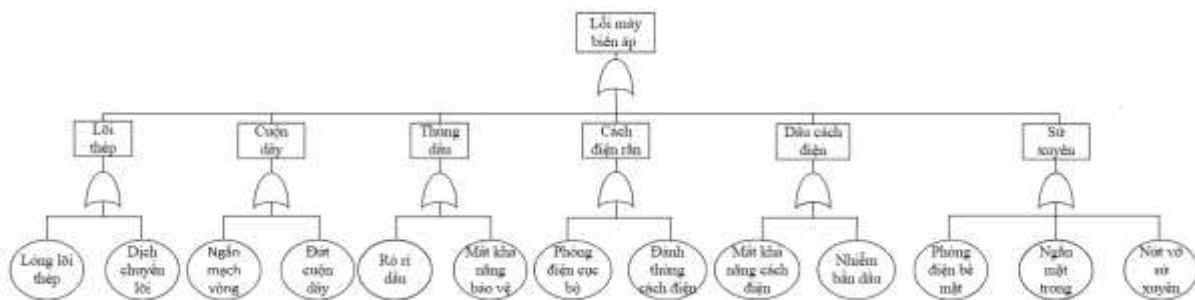 Lỗi máy
biến áp
Lõi
thép
Cuộn
dây
Thùng
dầu
Cách
điện rắn
Dầu cách
điện
Sứ
xuyên
Lỏng lõi
thép
Dịch
chuyển
lõi
Ngắn
mạch
vòng
Đứt
cuộn
dây
Rò rỉ
dầu
Mất khả
năng
bảo vệ
Phóng
điện cục
bộ
Đánh
thủng
cách điện
Mất khả
năng cách
điện
Nhiễm
bẩn dầu
Phóng
điện bề
mặt
Ngắn
mặt
trong
Nứt vỡ
sứ
xuyên